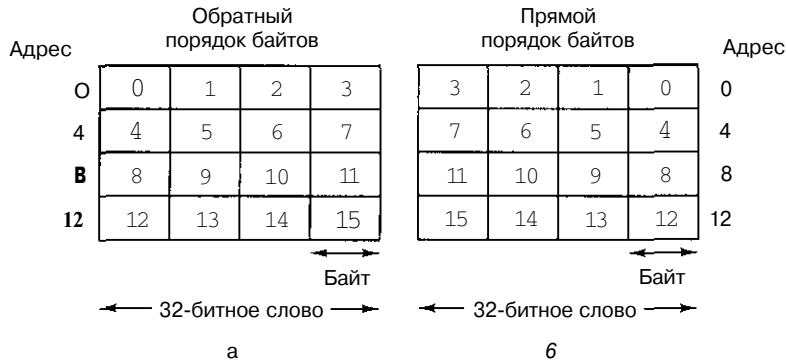 Обратный порядок байтов
Прямой порядок байтов
Адрес
Адрес
О 0 1 2 3
3 2 1 0 0
4 4 5 6 7
7 6 5 4 4
В 8 9 10 11
11 10 9 8 8
12 12 13 14 15
15 14 13 12 12
Байт
Байт
32-битное слово
32-битное слово
а
б